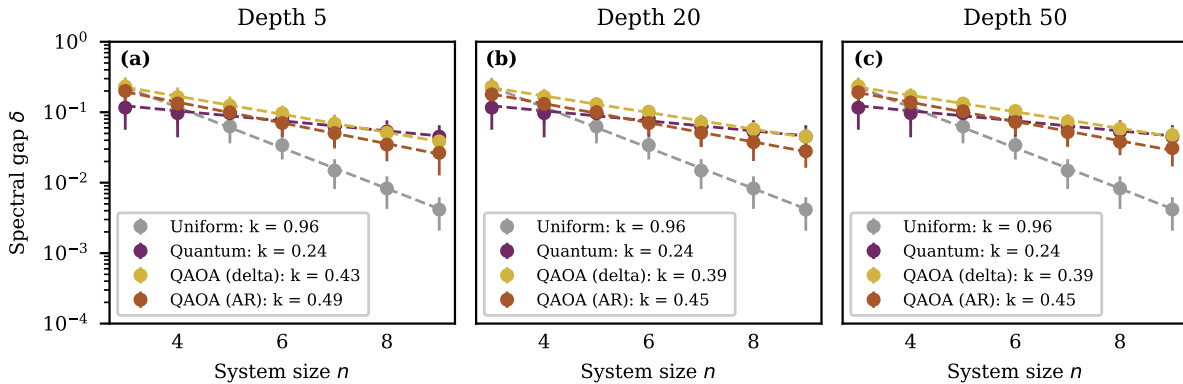 Depth 5
Depth 20
Depth 50
Spectral gap δ
10⁰
10⁻¹
10⁻²
10⁻³
10⁻⁴
(a)
Uniform: k = 0.96
Quantum: k = 0.24
QAOA (delta): k = 0.43
QAOA (AR): k = 0.49
4
6
8
System size n
(b)
Uniform: k = 0.96
Quantum: k = 0.24
QAOA (delta): k = 0.39
QAOA (AR): k = 0.45
4
6
8
System size n
(c)
Uniform: k = 0.96
Quantum: k = 0.24
QAOA (delta): k = 0.39
QAOA (AR): k = 0.45
4
6
8
System size n